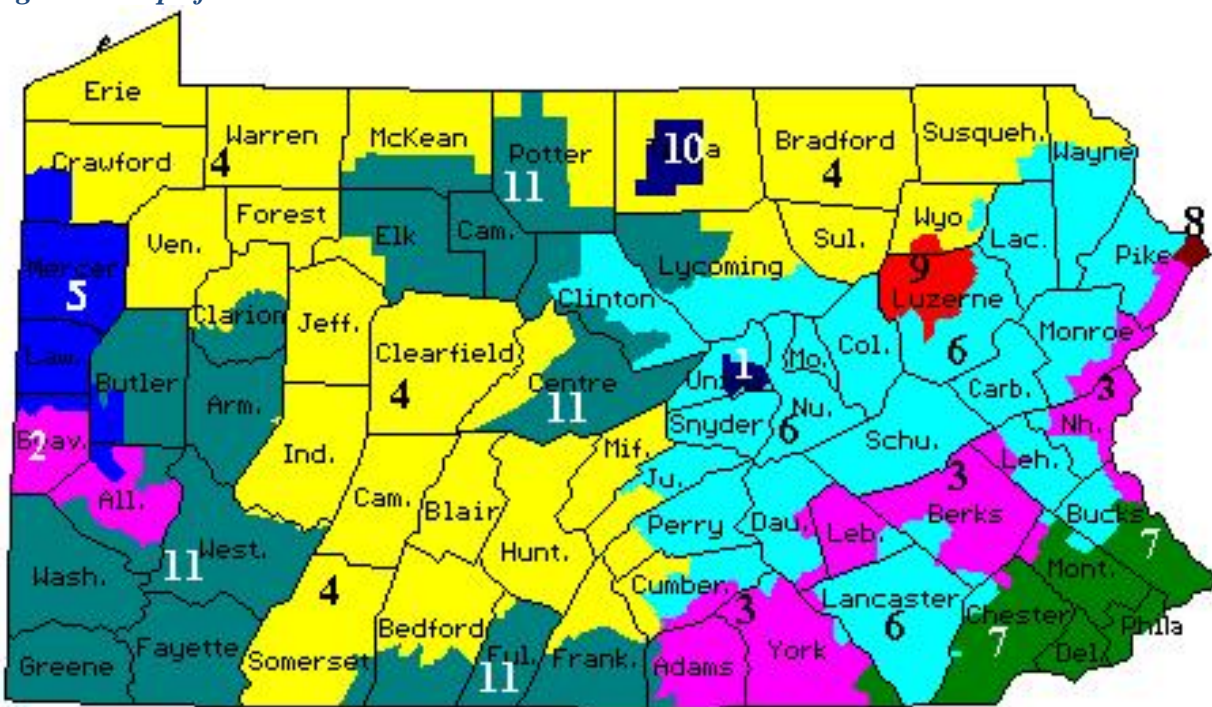 Erie
Warren
McKean
Potter
10
a
Bradford
Susqueh.
Wayne
Crawford
4
11
4
Forest
Ven.
Elk
Cam.
Lycoming
Sul.
Wyo
Lac.
Pike
8
9
Mercer
5
Clarion
Jeff.
Clinton
Luzerne
Monroe
Law.
Butler
Clearfield
4
Centre
11
Uni
1
Mo.
Col.
6
Carb.
3
Arm.
Snyder
Nu.
6
Schu.
Nh.
Beav.
2
Ind.
Mif.
Ju.
Leh.
3
All.
Cam.
Blair
Perry
Dau.
Leb.
Berks
Bucks
7
West.
11
Hunt.
Wash.
4
Cumber.
3
Lancaster
6
Mont.
Chester
7
Phila
Greene
Fayette
Somerset
Bedford
Ful.
11
Frank.
Adams
York
Del.